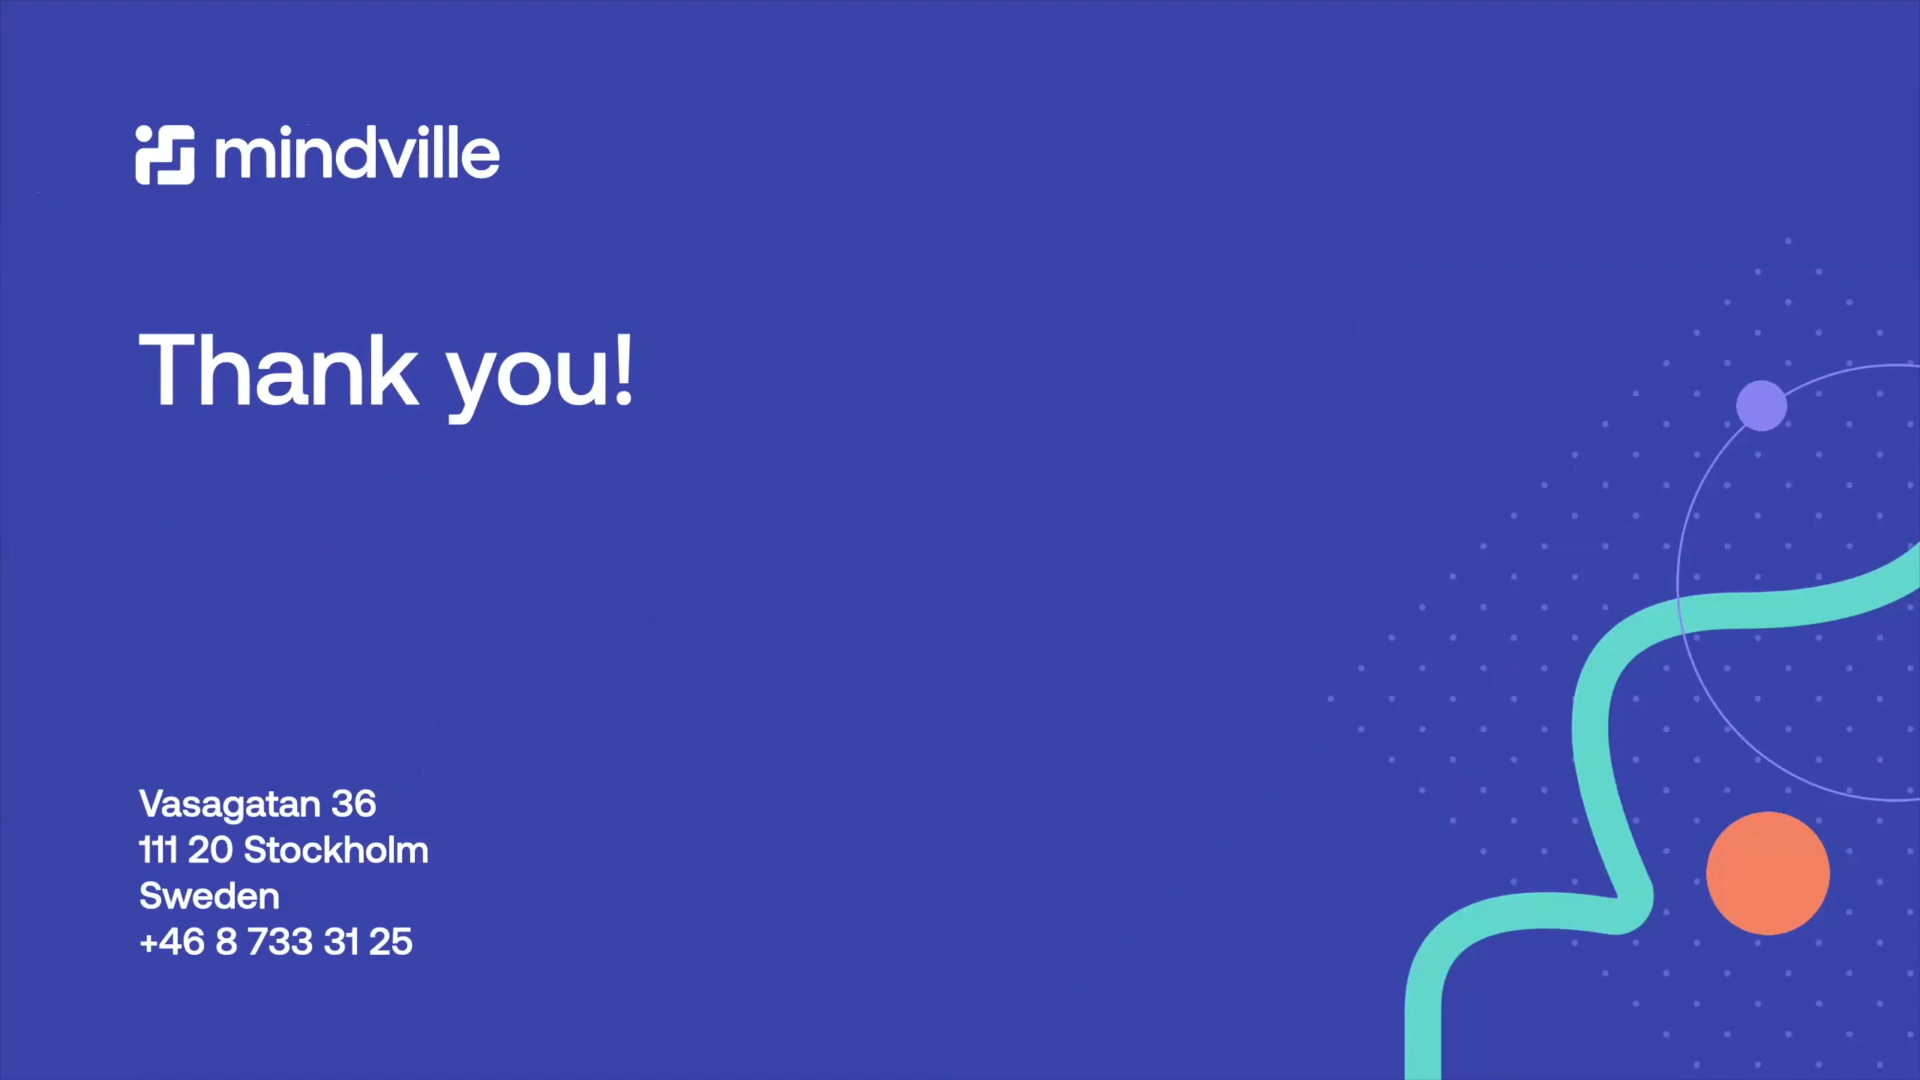 mindville
Thank you!
Vasagatan 36
111 20 Stockholm
Sweden
+46 8 733 31 25